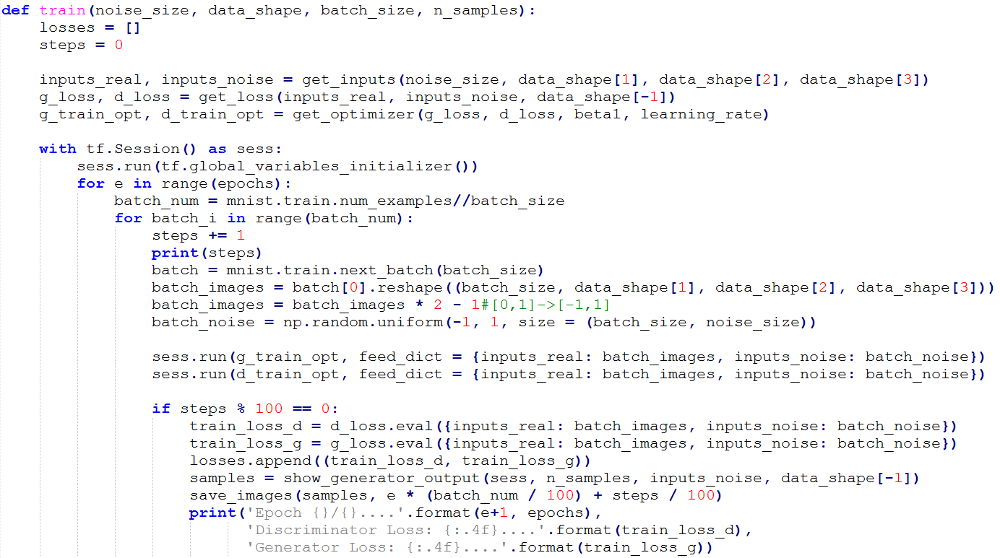 def train(noise_size, data_shape, batch_size, n_samples):
    losses = []
    steps = 0

    inputs_real, inputs_noise = get_inputs(noise_size, data_shape[1], data_shape[2], data_shape[3])
    g_loss, d_loss = get_loss(inputs_real, inputs_noise, data_shape[-1])
    g_train_opt, d_train_opt = get_optimizer(g_loss, d_loss, beta1, learning_rate)

    with tf.Session() as sess:
        sess.run(tf.global_variables_initializer())
        for e in range(epochs):
            batch_num = mnist.train.num_examples//batch_size
            for batch_i in range(batch_num):
                steps += 1
                print(steps)
                batch = mnist.train.next_batch(batch_size)
                batch_images = batch[0].reshape((batch_size, data_shape[1], data_shape[2], data_shape[3]))
                batch_images = batch_images * 2 - 1#[0,1]->[-1,1]
                batch_noise = np.random.uniform(-1, 1, size = (batch_size, noise_size))

                sess.run(g_train_opt, feed_dict = {inputs_real: batch_images, inputs_noise: batch_noise})
                sess.run(d_train_opt, feed_dict = {inputs_real: batch_images, inputs_noise: batch_noise})

                if steps % 100 == 0:
                    train_loss_d = d_loss.eval({inputs_real: batch_images, inputs_noise: batch_noise})
                    train_loss_g = g_loss.eval({inputs_real: batch_images, inputs_noise: batch_noise})
                    losses.append((train_loss_d, train_loss_g))
                    samples = show_generator_output(sess, n_samples, inputs_noise, data_shape[-1])
                    save_images(samples, e * (batch_num / 100) + steps / 100)
                    print('Epoch {}/{}....'.format(e+1, epochs),
                          'Discriminator Loss: {:.4f}....'.format(train_loss_d),
                          'Generator Loss: {:.4f}....'.format(train_loss_g))